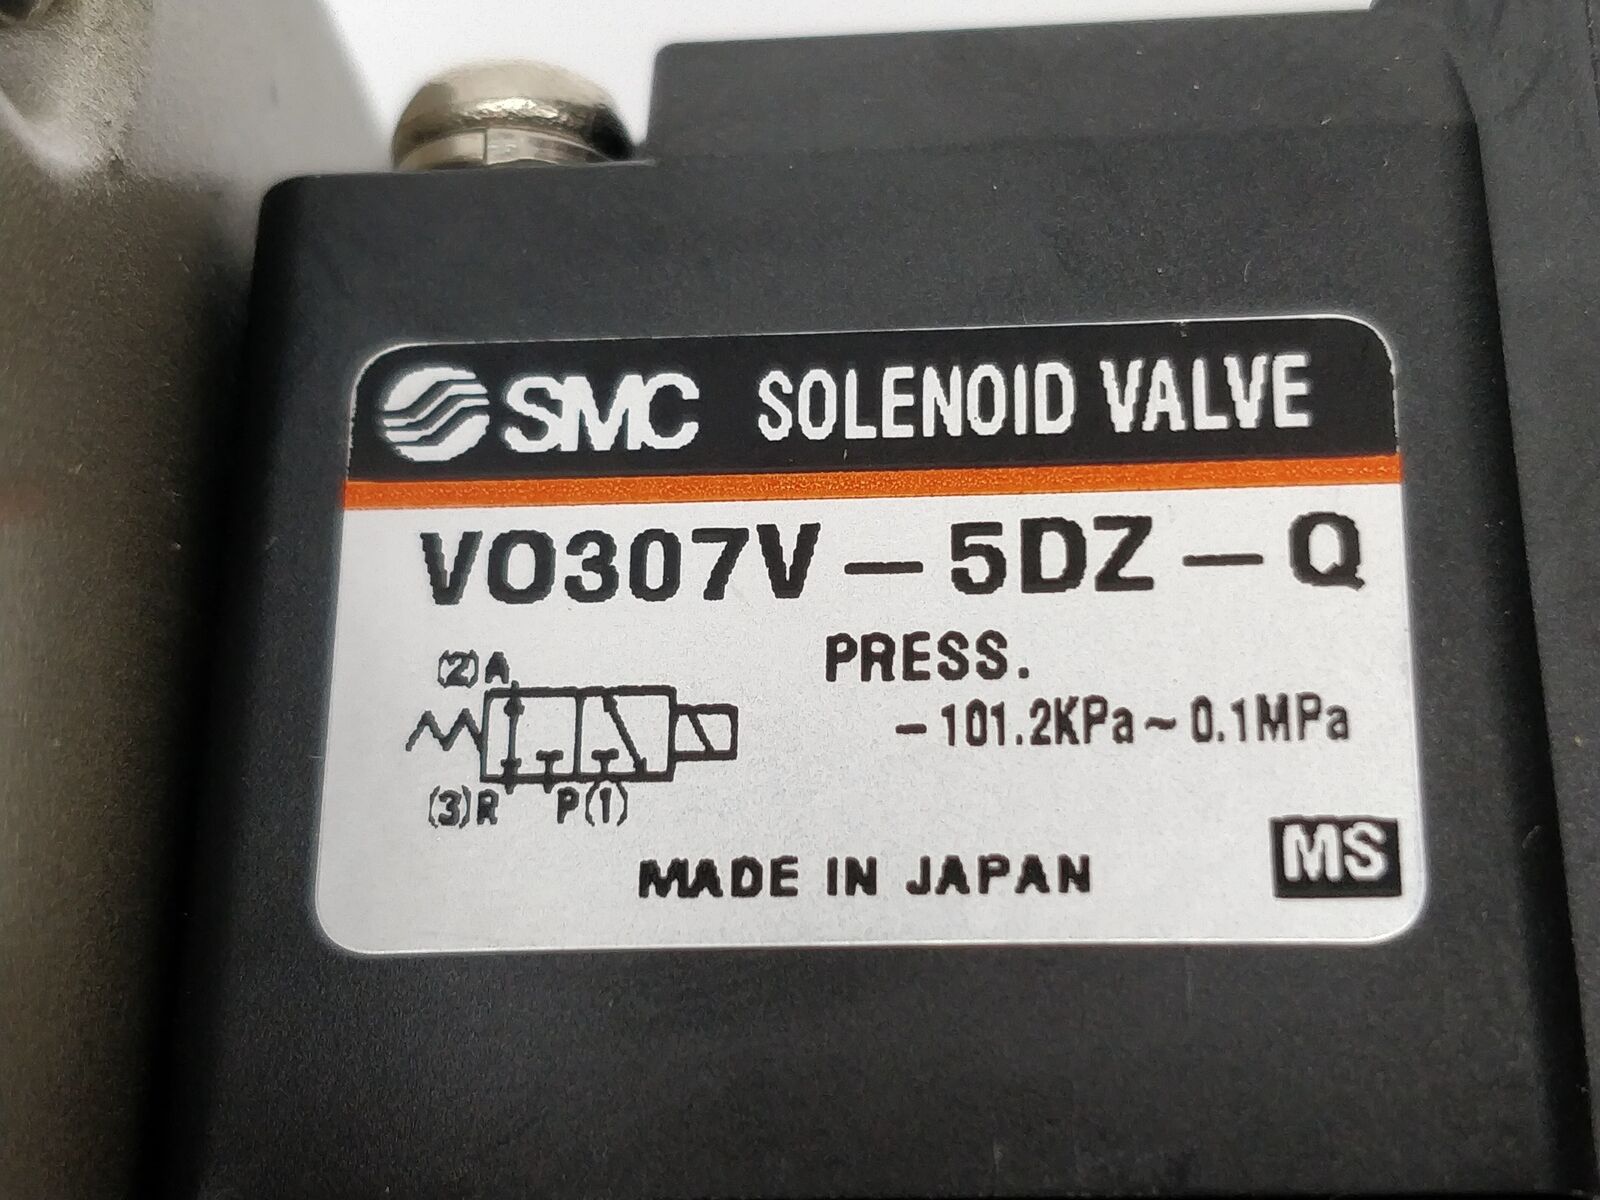 SMC SOLENOID VALVE
VO307V-5DZ-Q
PRESS.
-101.2KPa~0.1MPa
(2)A
(3)R P(1)
MADE IN JAPAN
MS